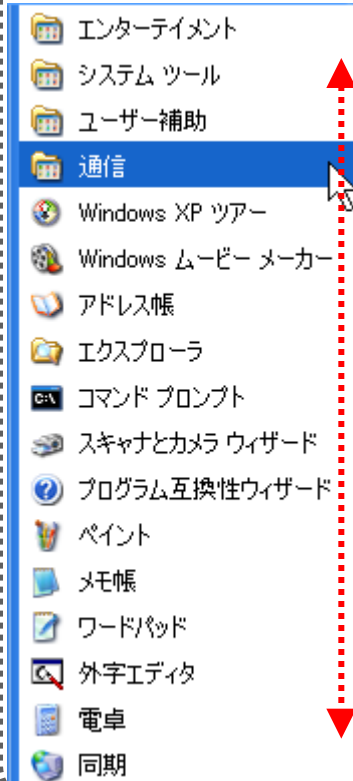 エンターテイメント
システム ツール
ユーザー補助
通信
Windows XP ツアー
Windows ムービー メーカー
アドレス帳
エクスプローラ
コマンド プロンプト
スキャナとカメラ ウィザード
プログラム互換性ウィザード
ペイント
メモ帳
ワードパッド
外字エディタ
電卓
同期